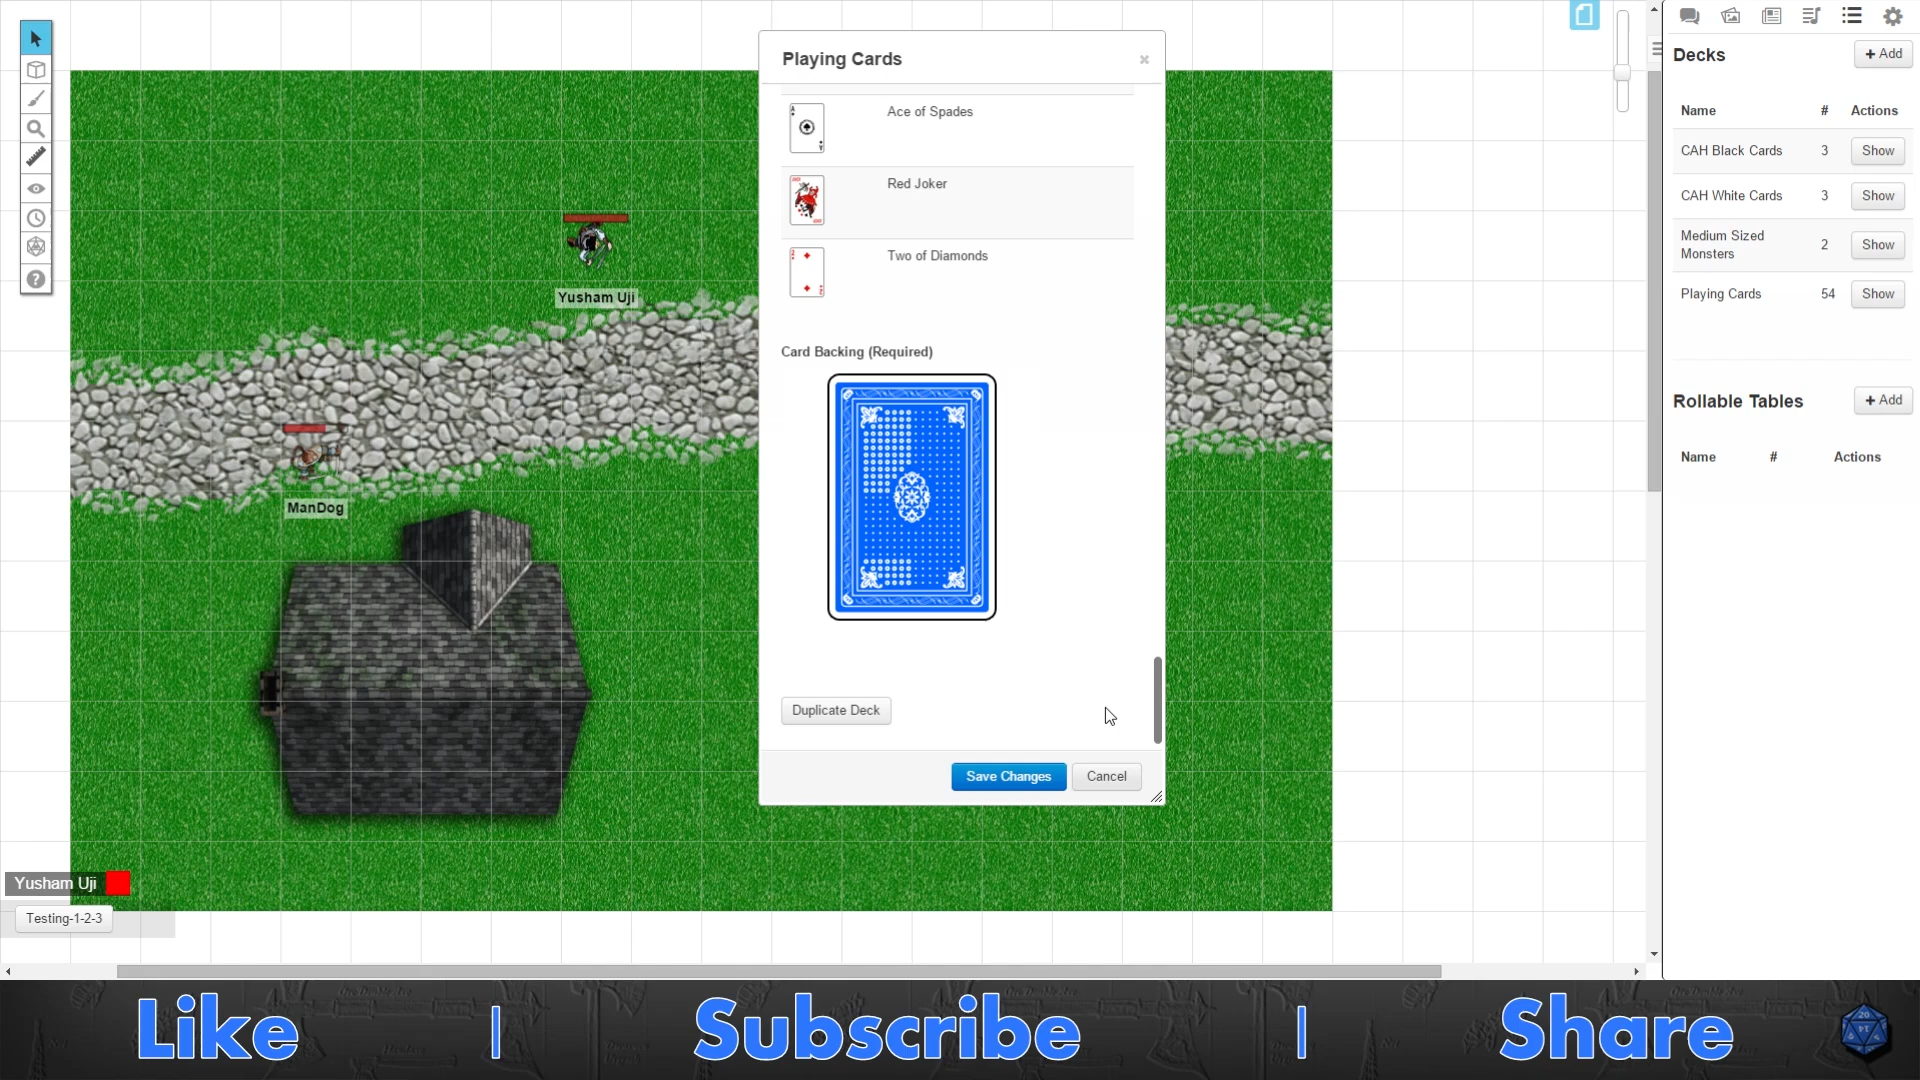 Playing Cards
×
Ace of Spades
Red Joker
Two of Diamonds
Card Backing (Required)
Duplicate Deck
Save Changes
Cancel
Yusham Uji
ManDog
Yusham Uji
Testing-1-2-3
Decks
+ Add
Name # Actions
CAH Black Cards 3 Show
CAH White Cards 3 Show
Medium Sized
Monsters 2 Show
Playing Cards 54 Show
Rollable Tables
+ Add
Name # Actions
Like | Subscribe | Share